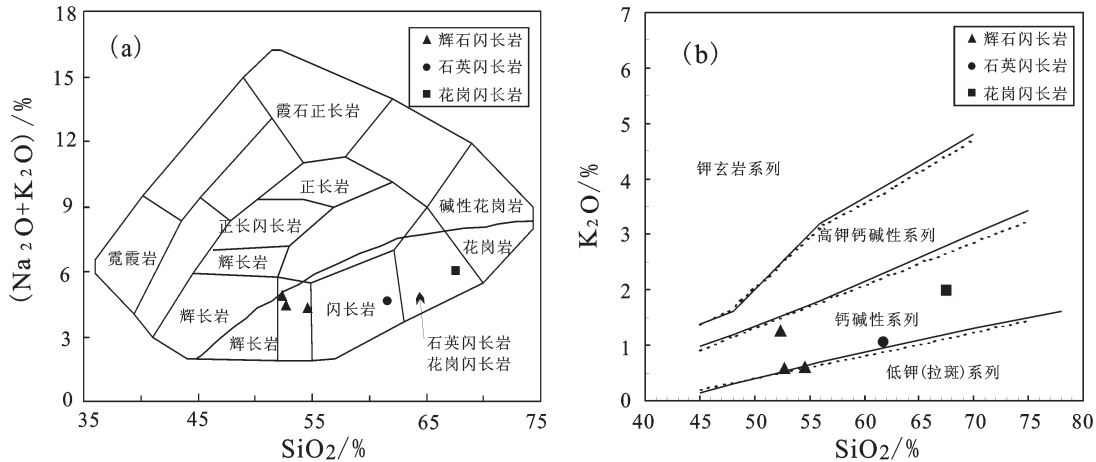 (a)
18
15
12
9
6
3
0
(Na2O+K2O)/%
辉石闪长岩
石英闪长岩
花岗闪长岩
霞石正长岩
正长岩
碱性花岗岩
正长闪长岩
花岗岩
霓霞岩
辉长岩
辉长岩
闪长岩
辉长岩
石英闪长岩
花岗闪长岩
35
45
55
65
75
SiO2/%
(b)
7
6
5
4
3
2
1
0
K2O/%
辉石闪长岩
石英闪长岩
花岗闪长岩
钾玄岩系列
高钾钙碱性系列
钙碱性系列
低钾(拉斑)系列
40
50
60
70
80
SiO2/%